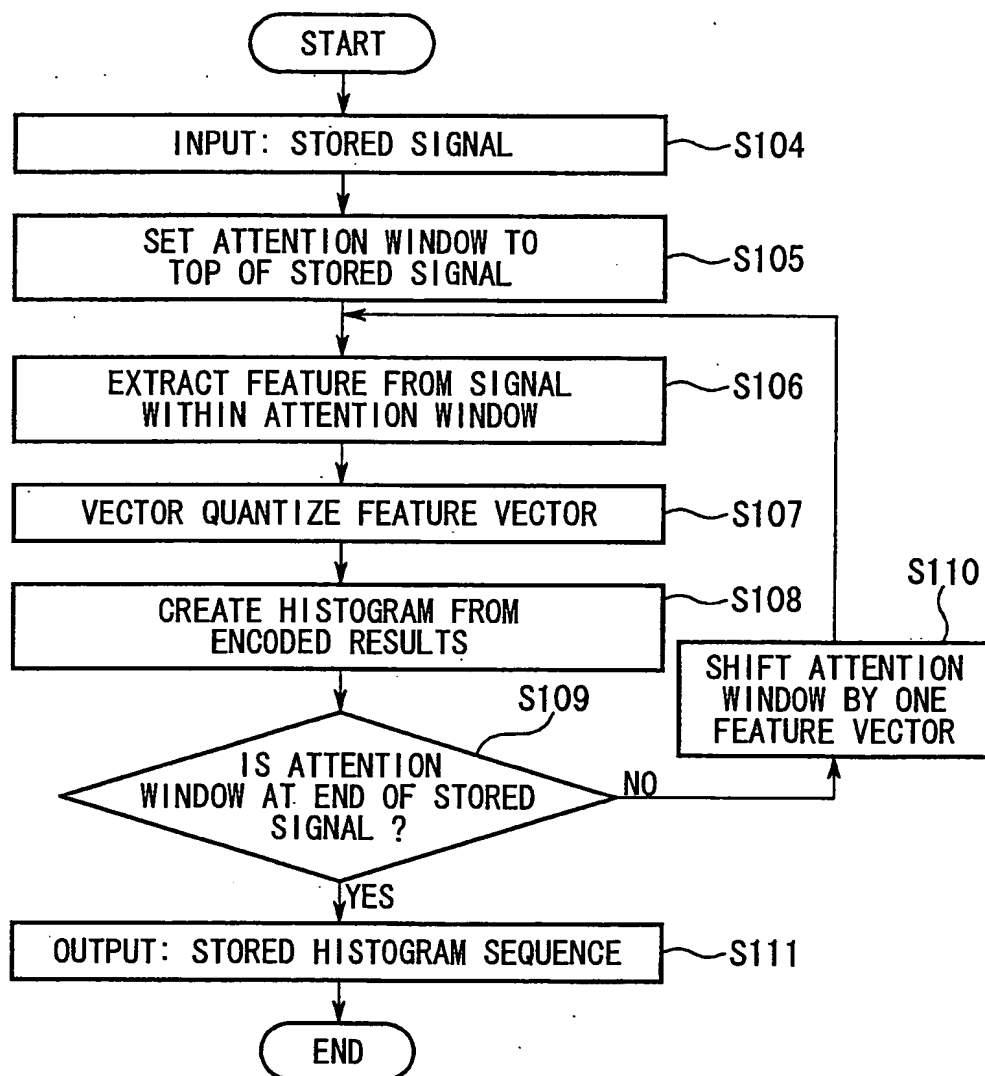 START
INPUT: STORED SIGNAL
S104
SET ATTENTION WINDOW TO
TOP OF STORED SIGNAL
S105
EXTRACT FEATURE FROM SIGNAL
WITHIN ATTENTION WINDOW
S106
VECTOR QUANTIZE FEATURE VECTOR
S107
CREATE HISTOGRAM FROM
ENCODED RESULTS
S108
S110
SHIFT ATTENTION
WINDOW BY ONE
FEATURE VECTOR
S109
IS ATTENTION
WINDOW AT END OF STORED
SIGNAL ?
NO
YES
OUTPUT: STORED HISTOGRAM SEQUENCE
S111
END